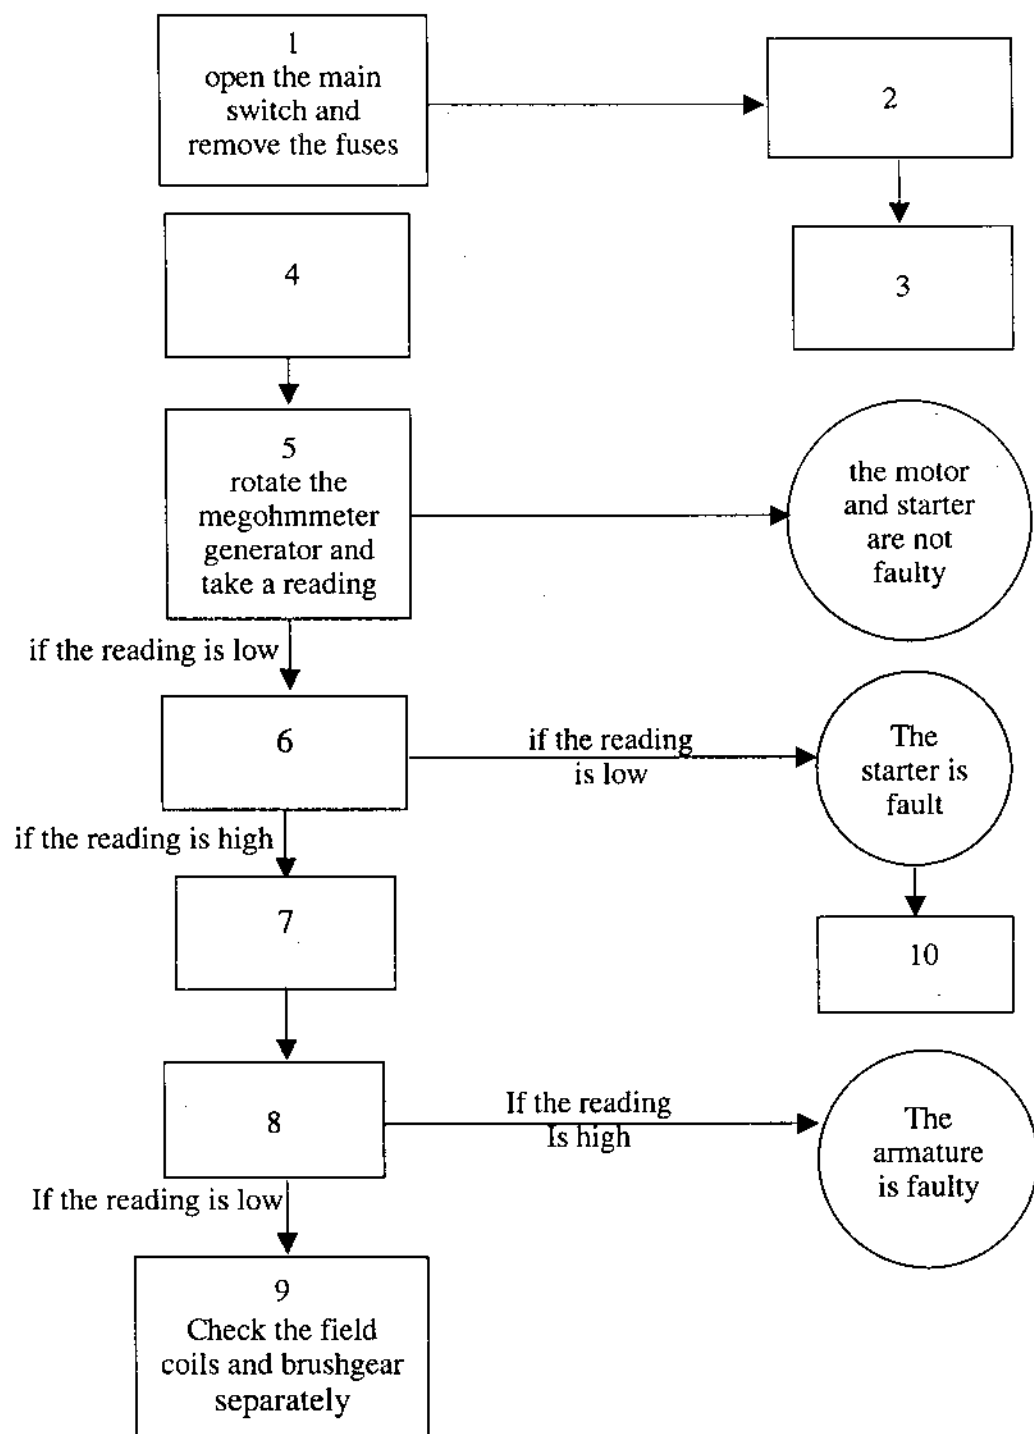 1
open the main
switch and
remove the fuses
2
3
4
5
rotate the
megohmmeter
generator and
take a reading
the motor
and starter
are not
faulty
if the reading is low
6
if the reading
is low
The
starter is
fault
if the reading is high
7
10
8
If the reading
Is high
The
armature
is faulty
If the reading is low
9
Check the field
coils and brushgear
separately